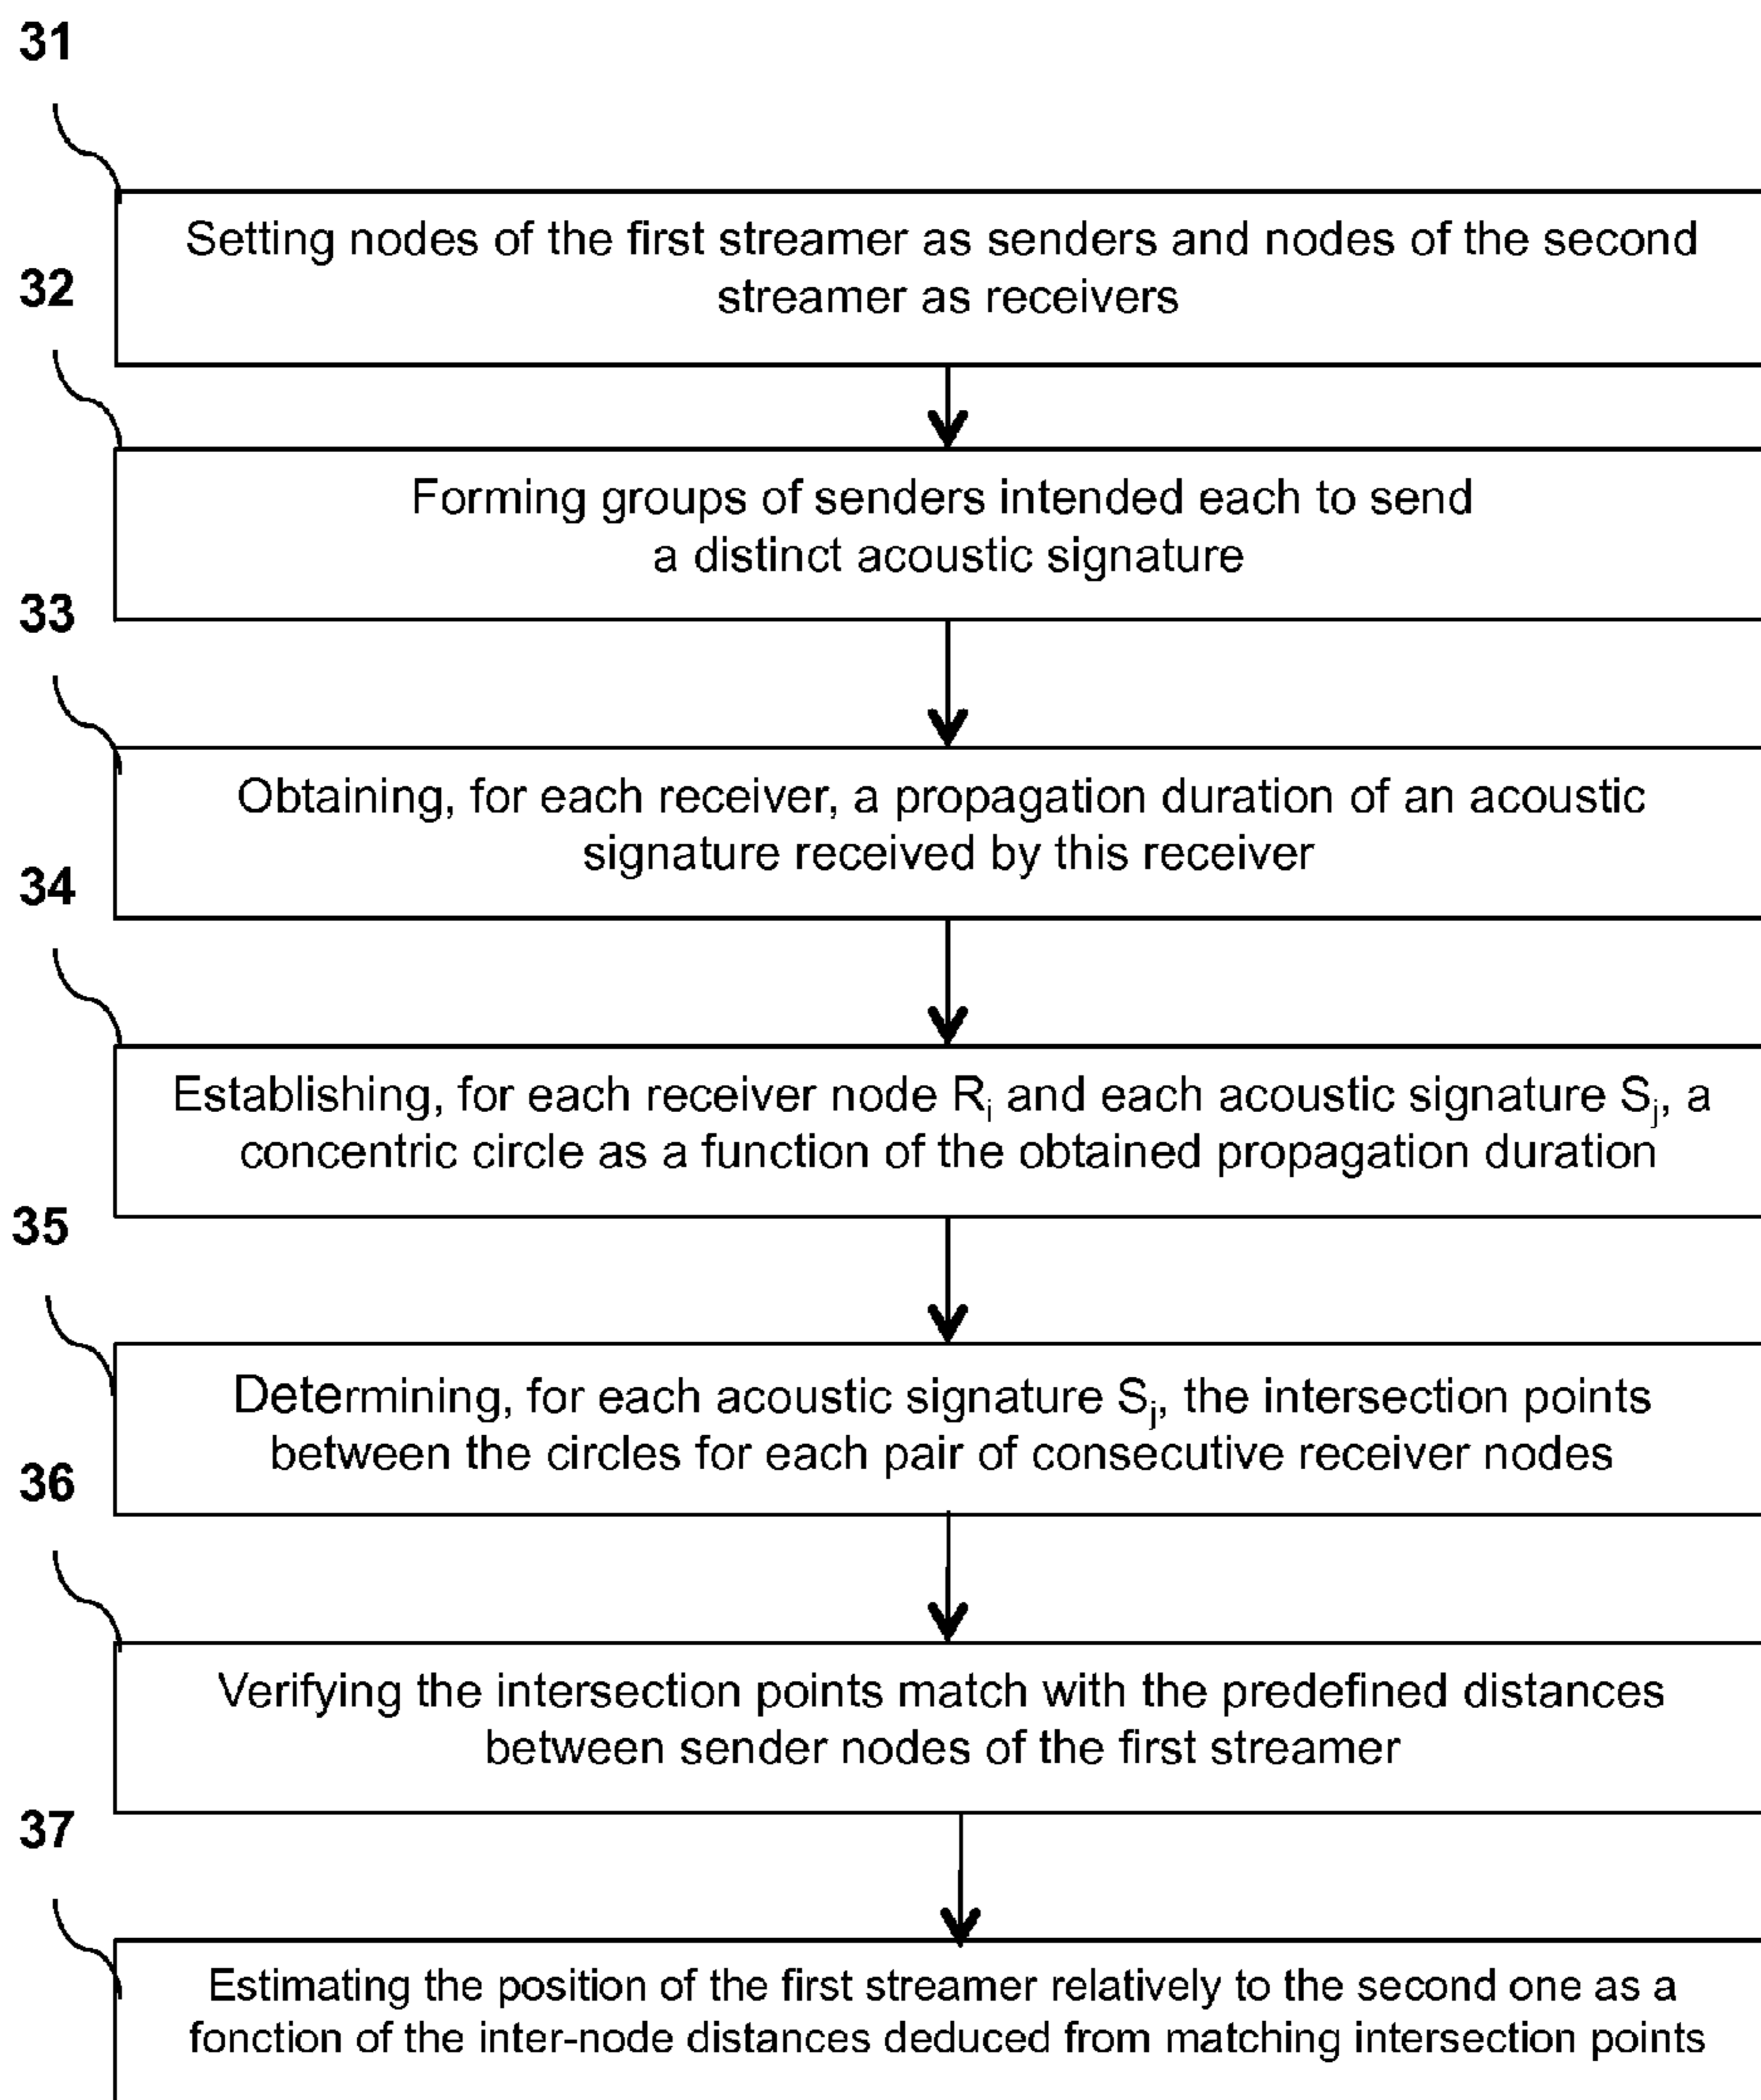 31
Setting nodes of the first streamer as senders and nodes of the second
streamer as receivers
32
Forming groups of senders intended each to send
a distinct acoustic signature
33
Obtaining, for each receiver, a propagation duration of an acoustic
signature received by this receiver
34
Establishing, for each receiver node Ri and each acoustic signature Sj, a
concentric circle as a function of the obtained propagation duration
35
Determining, for each acoustic signature Sj, the intersection points
between the circles for each pair of consecutive receiver nodes
36
Verifying the intersection points match with the predefined distances
between sender nodes of the first streamer
37
Estimating the position of the first streamer relatively to the second one as a
fonction of the inter-node distances deduced from matching intersection points